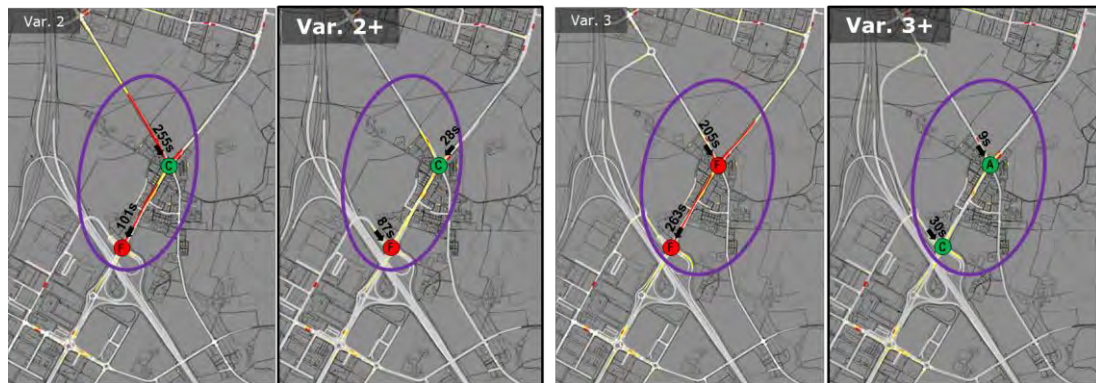 Var. 2
255s
C
101s
F
Var. 2+
28s
C
87s
F
Var. 3
205s
F
263s
F
Var. 3+
9s
A
30s
C